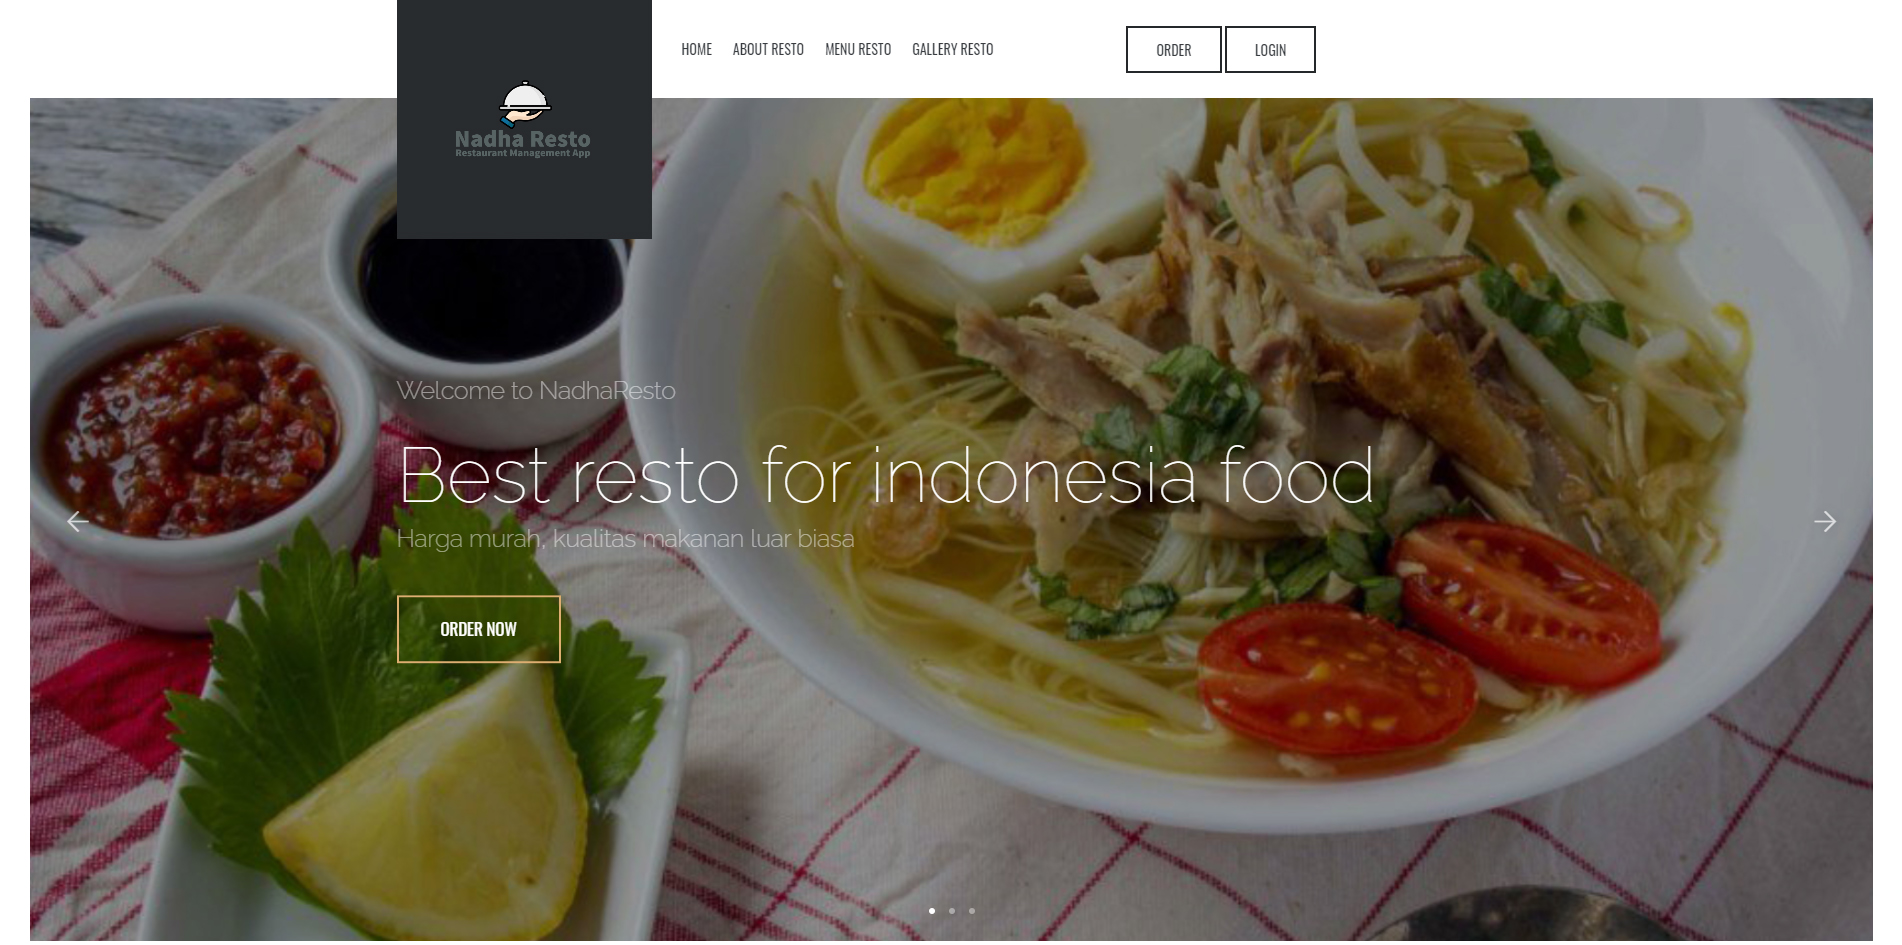 HOME ABOUT RESTO MENU RESTO GALLERY RESTO ORDER LOGIN
Nadha Resto
Restaurant Management App
Welcome to NadhaResto
Best resto for indonesia food
Harga murah, kualitas makanan luar biasa
ORDER NOW